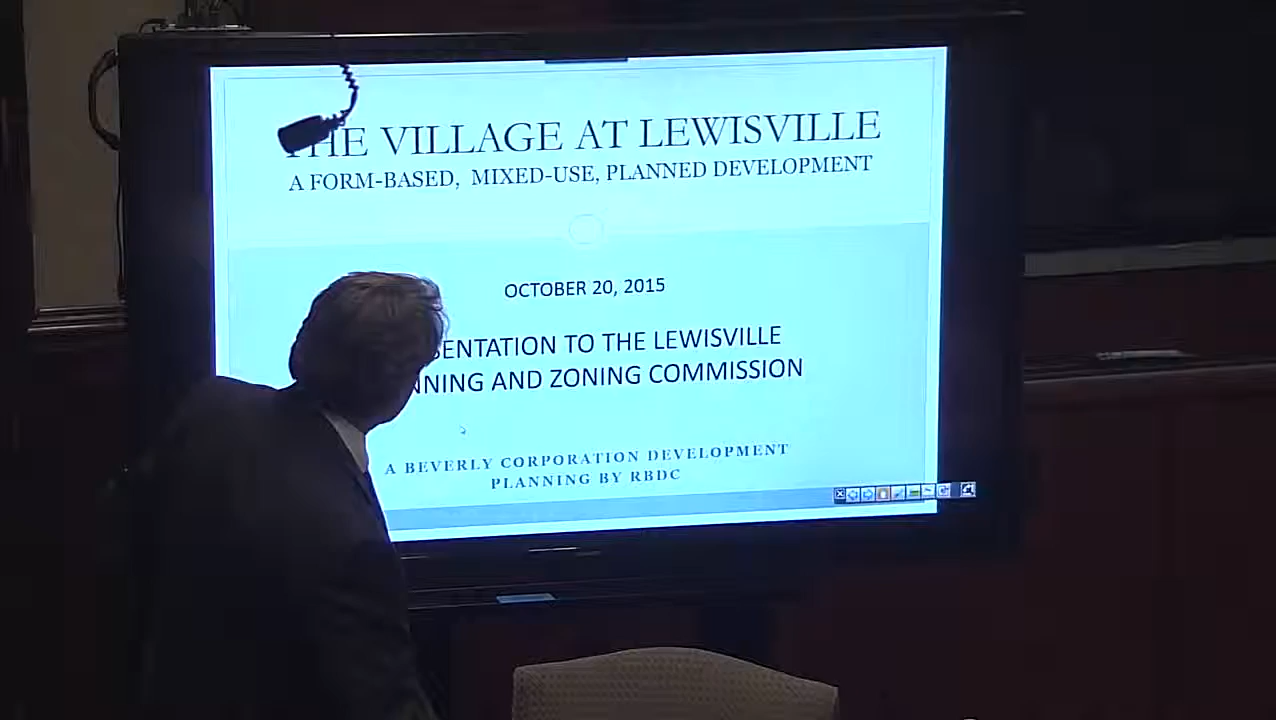 THE VILLAGE AT LEWISVILLE
A FORM-BASED, MIXED-USE, PLANNED DEVELOPMENT
OCTOBER 20, 2015
SENTATION TO THE LEWISVILLE
NNING AND ZONING COMMISSION
A BEVERLY CORPORATION DEVELOPMENT
PLANNING BY RBDC